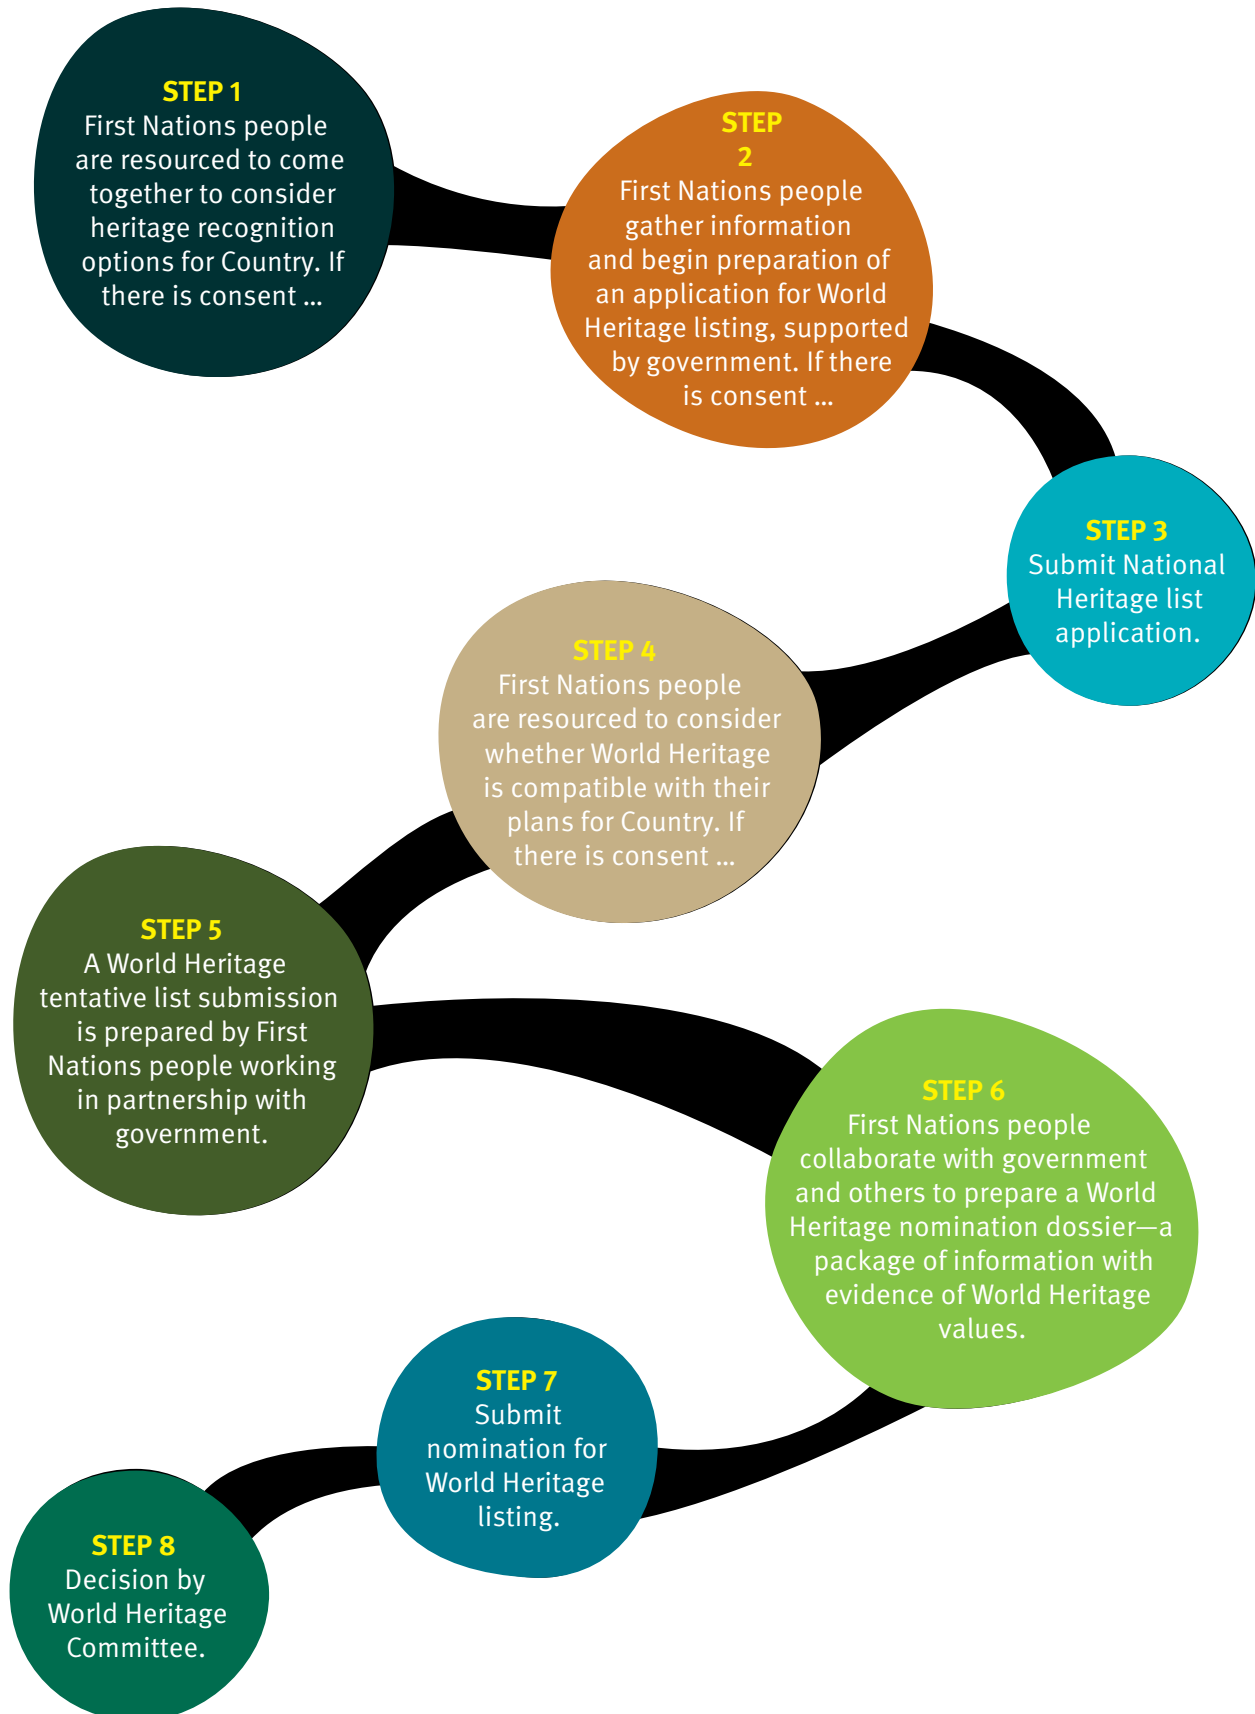 STEP 1
First Nations people
are resourced to come
together to consider
heritage recognition
options for Country. If
there is consent ...
STEP
2
First Nations people
gather information
and begin preparation of
an application for World
Heritage listing, supported
by government. If there
is consent ...
STEP 3
Submit National
Heritage list
application.
STEP 4
First Nations people
are resourced to consider
whether World Heritage
is compatible with their
plans for Country. If
there is consent ...
STEP 5
A World Heritage
tentative list submission
is prepared by First
Nations people working
in partnership with
government.
STEP 6
First Nations people
collaborate with government
and others to prepare a World
Heritage nomination dossier—a
package of information with
evidence of World Heritage
values.
STEP 7
Submit
nomination for
World Heritage
listing.
STEP 8
Decision by
World Heritage
Committee.